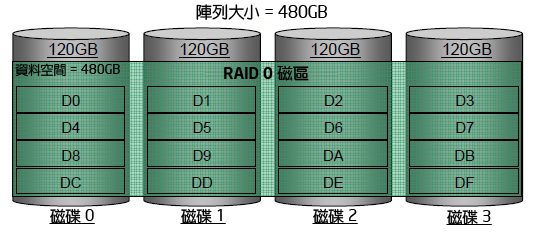 陣列大小 = 480GB
120GB 120GB 120GB 120GB
資料空間 = 480GB RAID 0 磁區
D0 D1 D2 D3
D4 D5 D6 D7
D8 D9 DA DB
DC DD DE DF
磁碟 0 磁碟 1 磁碟 2 磁碟 3